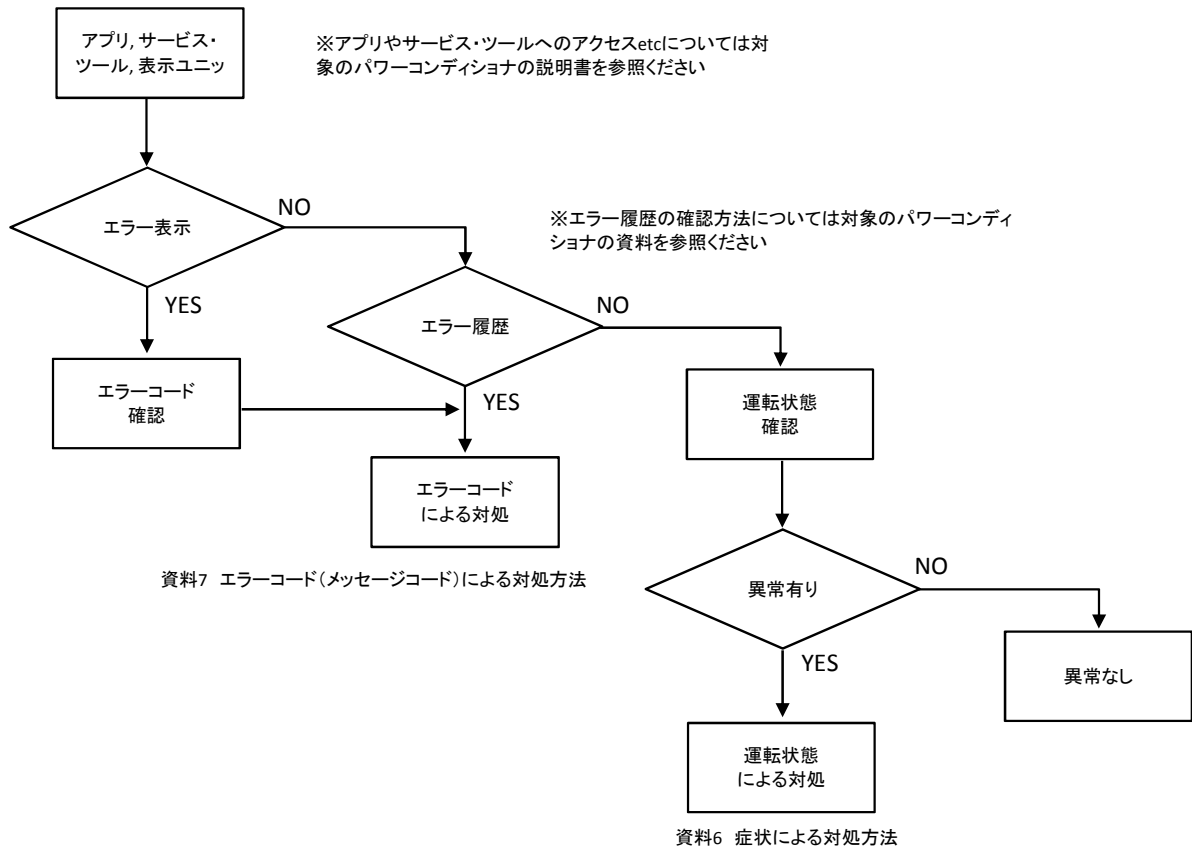 アプリ, サービス・
ツール, 表示ユニッ
※アプリやサービス・ツールへのアクセスetcについては対
象のパワーコンディショナの説明書を参照ください
エラー表示
NO
YES
※エラー履歴の確認方法については対象のパワーコンディ
ショナの資料を参照ください
エラー履歴
NO
YES
エラーコード
確認
運転状態
確認
エラーコード
による対処
資料7 エラーコード(メッセージコード)による対処方法
異常有り
NO
YES
異常なし
運転状態
による対処
資料6 症状による対処方法